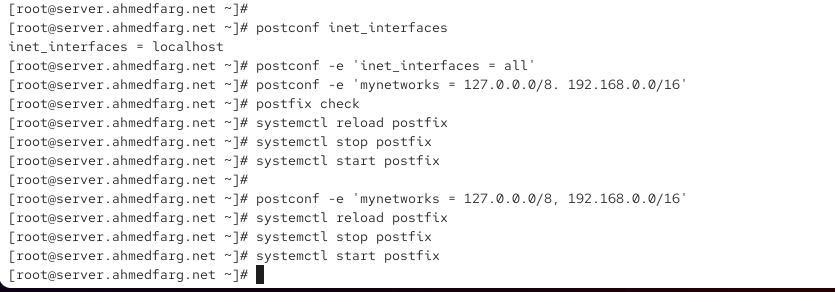 [root@server.ahmedfarg.net ~]#
[root@server.ahmedfarg.net ~]# postconf inet_interfaces
inet_interfaces = localhost
[root@server.ahmedfarg.net ~]# postconf -e 'inet_interfaces = all'
[root@server.ahmedfarg.net ~]# postconf -e 'mynetworks = 127.0.0.0/8. 192.168.0.0/16'
[root@server.ahmedfarg.net ~]# postfix check
[root@server.ahmedfarg.net ~]# systemctl reload postfix
[root@server.ahmedfarg.net ~]# systemctl stop postfix
[root@server.ahmedfarg.net ~]# systemctl start postfix
[root@server.ahmedfarg.net ~]#
[root@server.ahmedfarg.net ~]# postconf -e 'mynetworks = 127.0.0.0/8, 192.168.0.0/16'
[root@server.ahmedfarg.net ~]# systemctl reload postfix
[root@server.ahmedfarg.net ~]# systemctl stop postfix
[root@server.ahmedfarg.net ~]# systemctl start postfix
[root@server.ahmedfarg.net ~]#